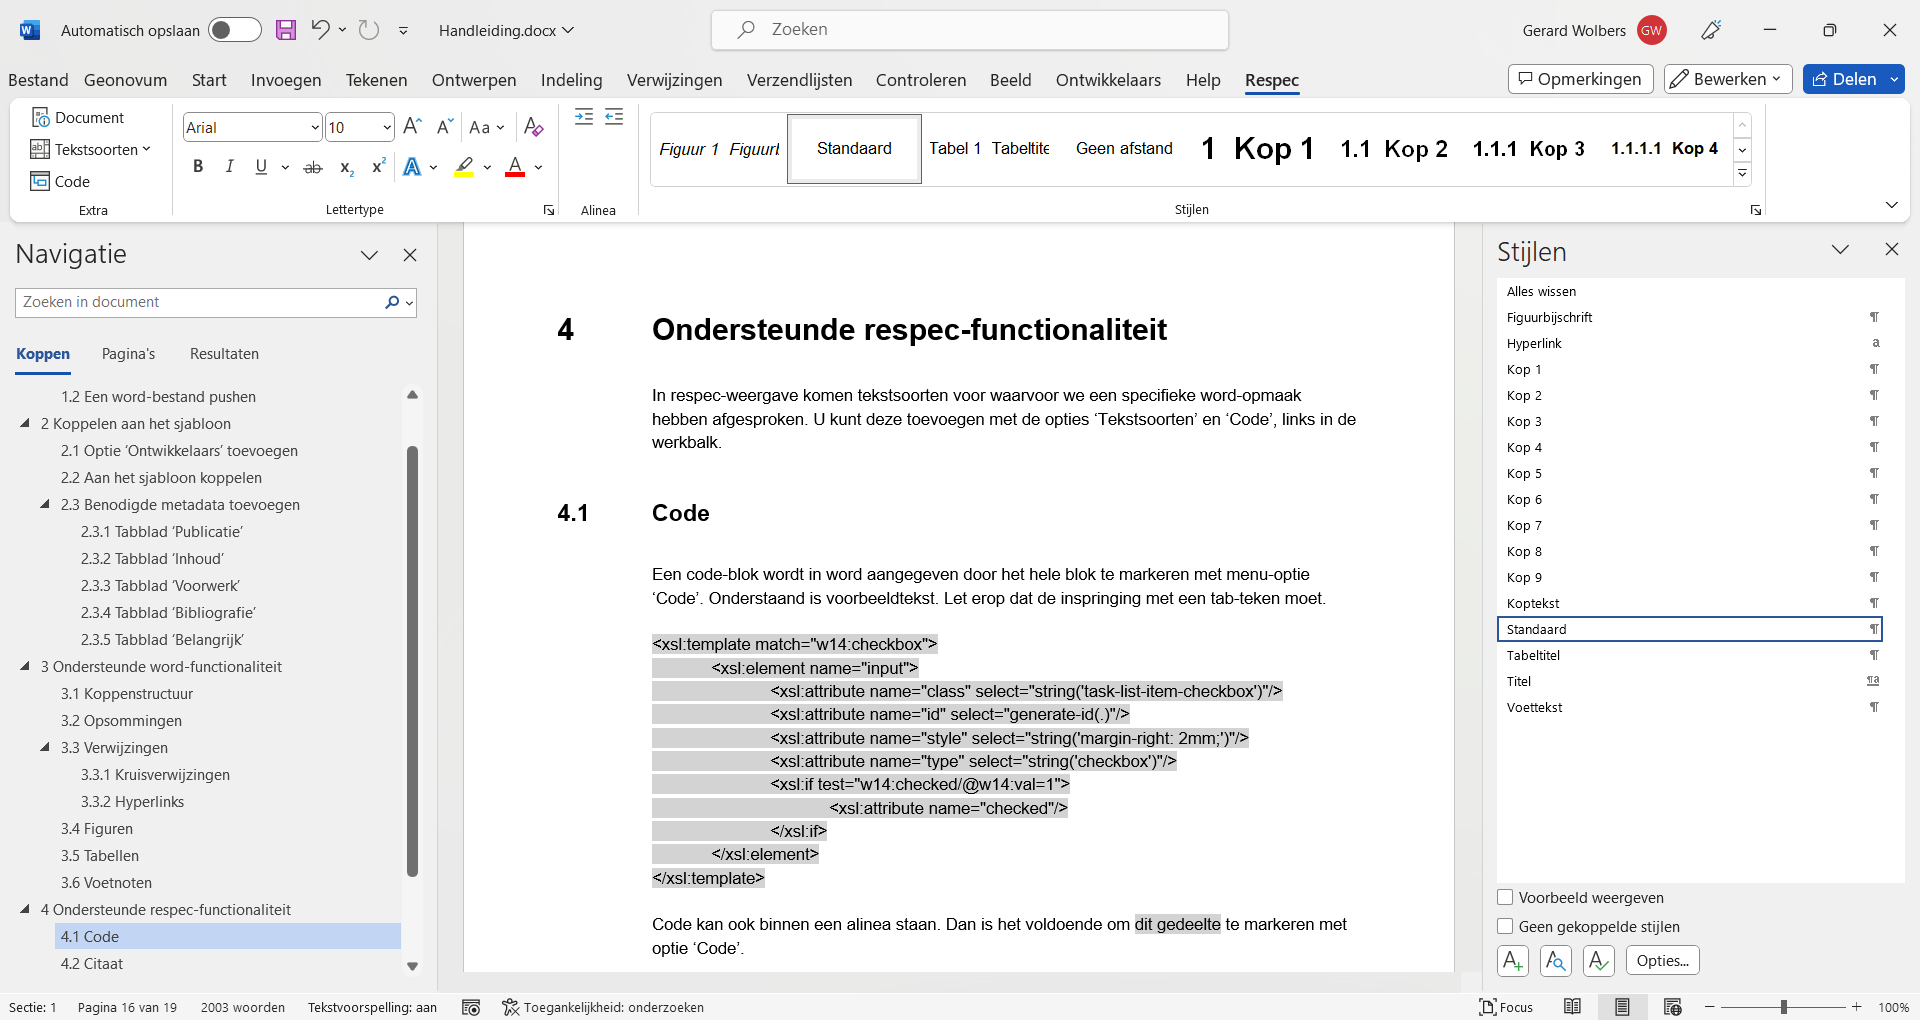 Automatisch opslaan
Handleiding.docx
Zoeken
Gerard Wolbers
GW
Bestand
Geonovum
Start
Invoegen
Tekenen
Ontwerpen
Indeling
Verwijzingen
Verzendlijsten
Controleren
Beeld
Ontwikkelaars
Help
Respec
Opmerkingen
Bewerken
Delen
Document
Tekstsoorten
Code
Extra
Arial
10
Aa
B I U ab x₂ x²
Lettertype
Alinea
Figuur 1 Figuurb
Standaard
Tabel 1 Tabeltite
Geen afstand
1 Kop 1
1.1 Kop 2
1.1.1 Kop 3
1.1.1.1 Kop 4
Stijlen
Navigatie
Zoeken in document
Koppen
Pagina's
Resultaten
1.2 Een word-bestand pushen
2 Koppelen aan het sjabloon
2.1 Optie ‘Ontwikkelaars’ toevoegen
2.2 Aan het sjabloon koppelen
2.3 Benodigde metadata toevoegen
2.3.1 Tabblad ‘Publicatie’
2.3.2 Tabblad ‘Inhoud’
2.3.3 Tabblad ‘Voorwerk’
2.3.4 Tabblad ‘Bibliografie’
2.3.5 Tabblad ‘Belangrijk’
3 Ondersteunde word-functionaliteit
3.1 Koppenstructuur
3.2 Opsommingen
3.3 Verwijzingen
3.3.1 Kruisverwijzingen
3.3.2 Hyperlinks
3.4 Figuren
3.5 Tabellen
3.6 Voetnoten
4 Ondersteunde respec-functionaliteit
4.1 Code
4.2 Citaat
4 Ondersteunde respec-functionaliteit
In respec-weergave komen tekstsoorten voor waarvoor we een specifieke word-opmaak
hebben afgesproken. U kunt deze toevoegen met de opties ‘Tekstsoorten’ en ‘Code’, links in de
werkbalk.
4.1 Code
Een code-blok wordt in word aangegeven door het hele blok te markeren met menu-optie
‘Code’. Onderstaand is voorbeeldtekst. Let erop dat de inspringing met een tab-teken moet.
<xsl:template match="w14:checkbox">
<xsl:element name="input">
<xsl:attribute name="class" select="string('task-list-item-checkbox')"/>
<xsl:attribute name="id" select="generate-id(.)"/>
<xsl:attribute name="style" select="string('margin-right: 2mm;')"/>
<xsl:attribute name="type" select="string('checkbox')"/>
<xsl:if test="w14:checked/@w14:val=1">
<xsl:attribute name="checked"/>
</xsl:if>
</xsl:element>
</xsl:template>
Code kan ook binnen een alinea staan. Dan is het voldoende om dit gedeelte te markeren met
optie ‘Code’.
Stijlen
Alles wissen
Figuurbijschrift ¶
Hyperlink a
Kop 1 ¶
Kop 2 ¶
Kop 3 ¶
Kop 4 ¶
Kop 5 ¶
Kop 6 ¶
Kop 7 ¶
Kop 8 ¶
Kop 9 ¶
Koptekst ¶
Standaard ¶
Tabeltitel ¶
Titel ¶a
Voettekst ¶
Voorbeeld weergeven
Geen gekoppelde stijlen
Opties...
Sectie: 1
Pagina 16 van 19
2003 woorden
Tekstvoorspelling: aan
Toegankelijkheid: onderzoeken
Focus
100%